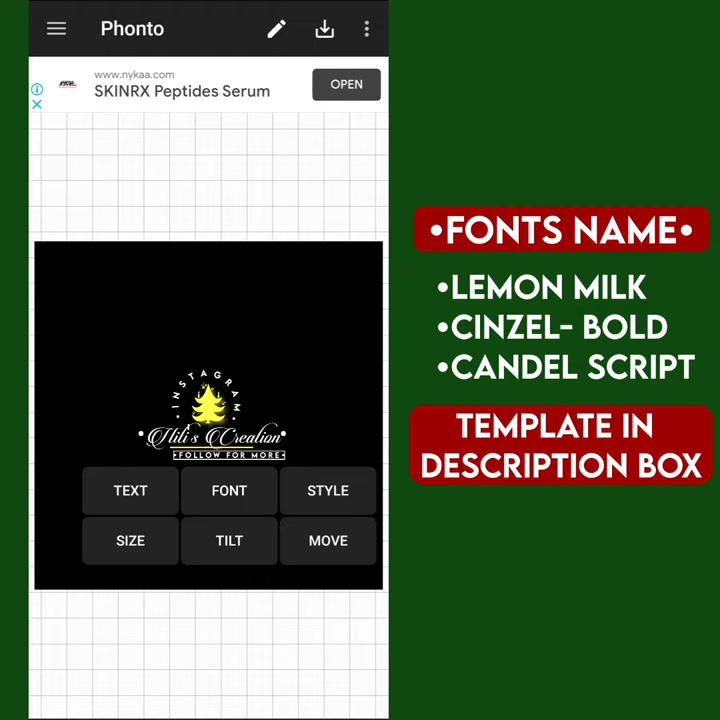 Phonto
www.nykaa.com
SKINRX Peptides Serum
OPEN
•FONTS NAME•
•LEMON MILK
•CINZEL- BOLD
•CANDEL SCRIPT
TEMPLATE IN
DESCRIPTION BOX
•INSTAGRAM•
•Nili's Creation•
•FOLLOW FOR MORE•
TEXT
FONT
STYLE
SIZE
TILT
MOVE